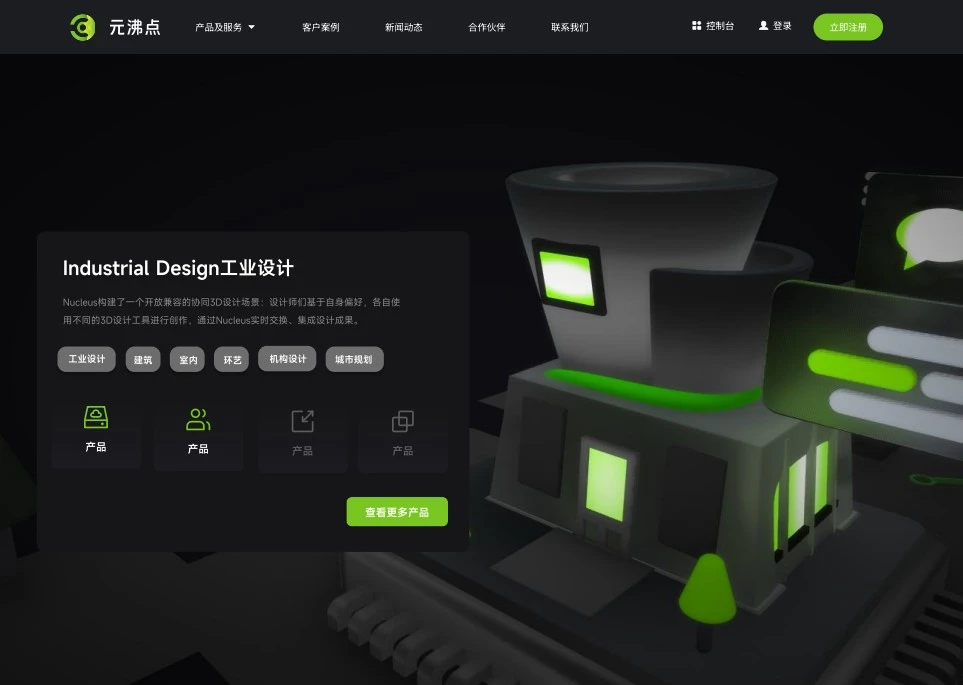 元沸点
产品及服务
客户案例
新闻动态
合作伙伴
联系我们
控制台
登录
立即注册
Industrial Design工业设计
Nucleus构建了一个开放兼容的协同3D设计场景：设计师们基于自身偏好，各自使
用不同的3D设计工具进行创作，通过Nucleus实时交换、集成设计成果。
工业设计
建筑
室内
环艺
机构设计
城市规划
产品
产品
产品
产品
查看更多产品